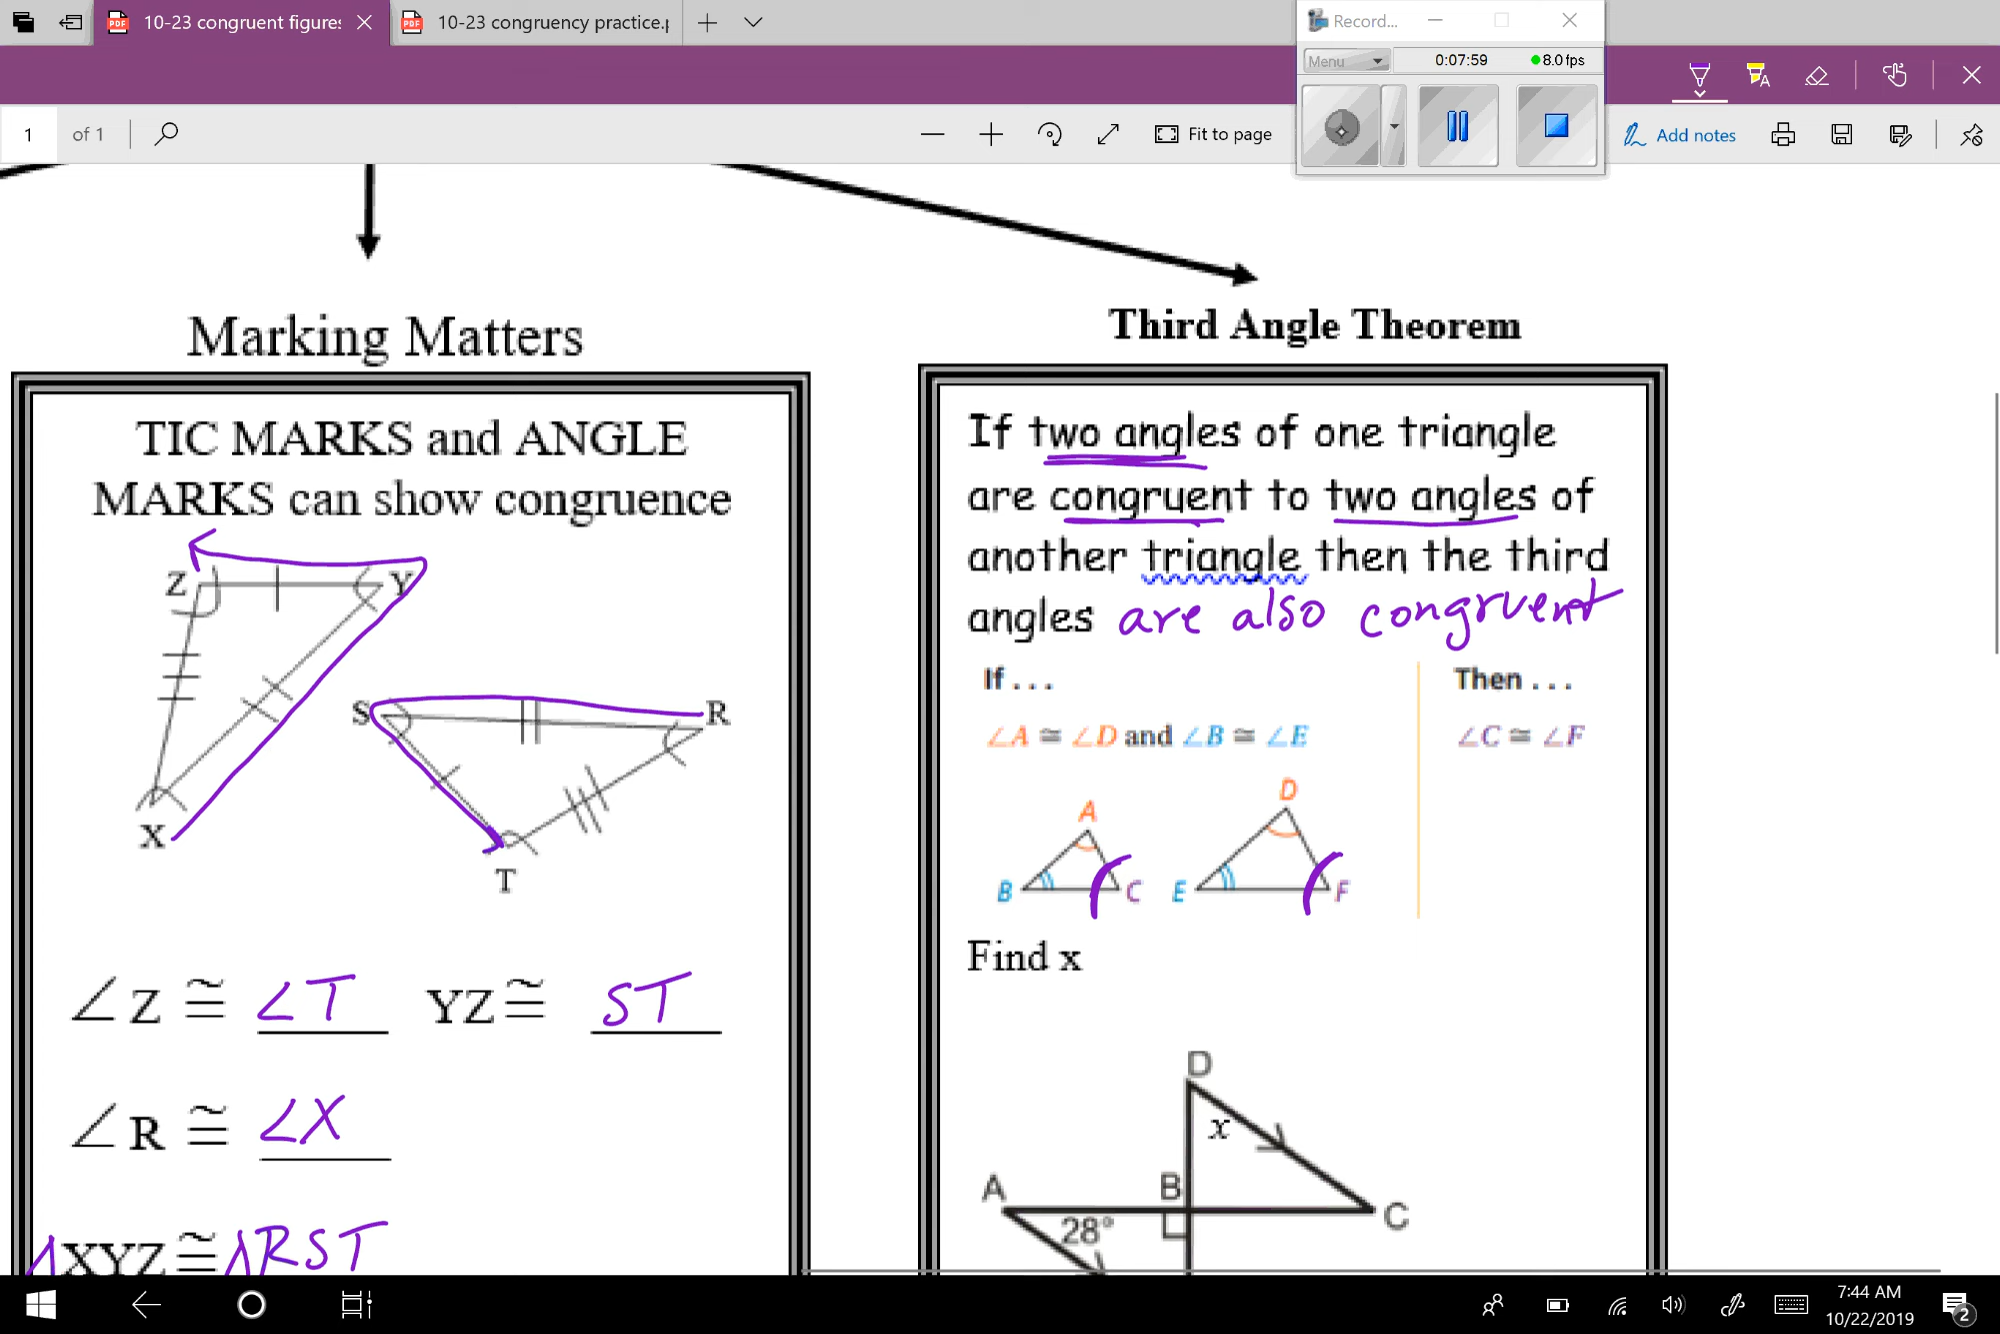 10-23 congruent figure:
10-23 congruency practice.p
Record...
Menu
0:07:59
8.0 fps
1 of 1
Fit to page
Add notes
Marking Matters
TIC MARKS and ANGLE
MARKS can show congruence
Z
Y
X
S
R
T
∠Z ≅ ∠T YZ ≅ ST
∠R ≅ ∠X
ΔXYZ ≅ ΔRST
Third Angle Theorem
If two angles of one triangle
are congruent to two angles of
another triangle then the third
angles are also congruent
If . . .
Then . . .
∠A ≅ ∠D and ∠B ≅ ∠E
∠C ≅ ∠F
A
B
C
D
E
F
Find x
D
x
A
B
C
28°
7:44 AM
10/22/2019
2